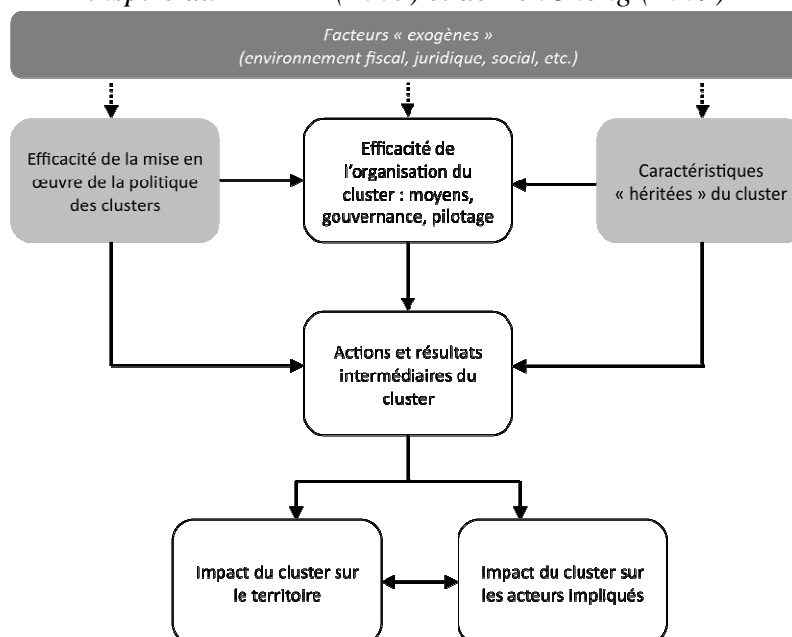 Facteurs « exogènes »
(environnement fiscal, juridique, social, etc.)
Efficacité de la mise en
œuvre de la politique
des clusters
Efficacité de
l'organisation du
cluster : moyens,
gouvernance, pilotage
Caractéristiques
« héritées » du cluster
Actions et résultats
intermédiaires du
cluster
Impact du cluster sur
le territoire
Impact du cluster sur
les acteurs impliqués